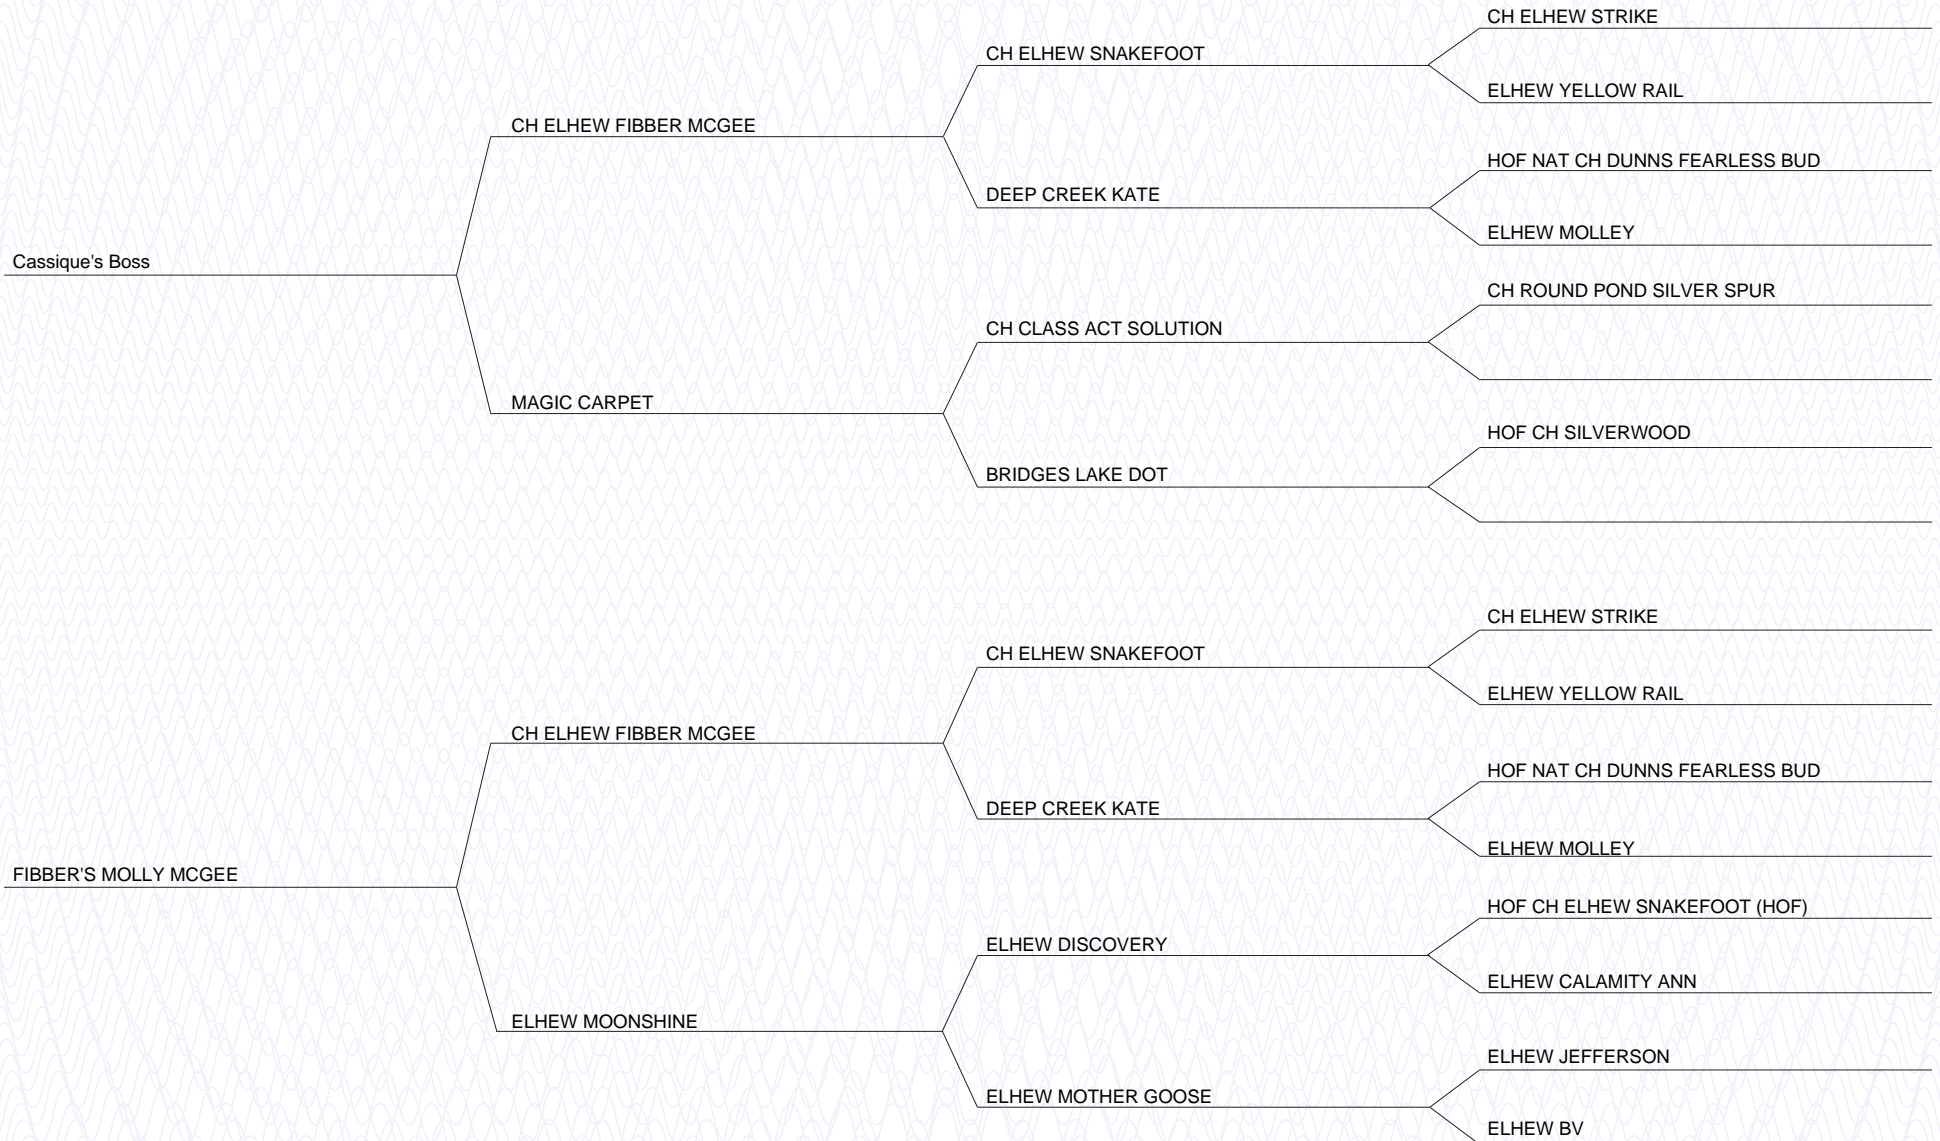 CH ELHEW STRIKE
CH ELHEW SNAKEFOOT
ELHEW YELLOW RAIL
CH ELHEW FIBBER MCGEE
HOF NAT CH DUNNS FEARLESS BUD
DEEP CREEK KATE
ELHEW MOLLEY
Cassique's Boss
CH ROUND POND SILVER SPUR
CH CLASS ACT SOLUTION
MAGIC CARPET
HOF CH SILVERWOOD
BRIDGES LAKE DOT
CH ELHEW STRIKE
CH ELHEW SNAKEFOOT
ELHEW YELLOW RAIL
CH ELHEW FIBBER MCGEE
HOF NAT CH DUNNS FEARLESS BUD
DEEP CREEK KATE
ELHEW MOLLEY
FIBBER'S MOLLY MCGEE
HOF CH ELHEW SNAKEFOOT (HOF)
ELHEW DISCOVERY
ELHEW CALAMITY ANN
ELHEW MOONSHINE
ELHEW JEFFERSON
ELHEW MOTHER GOOSE
ELHEW BV